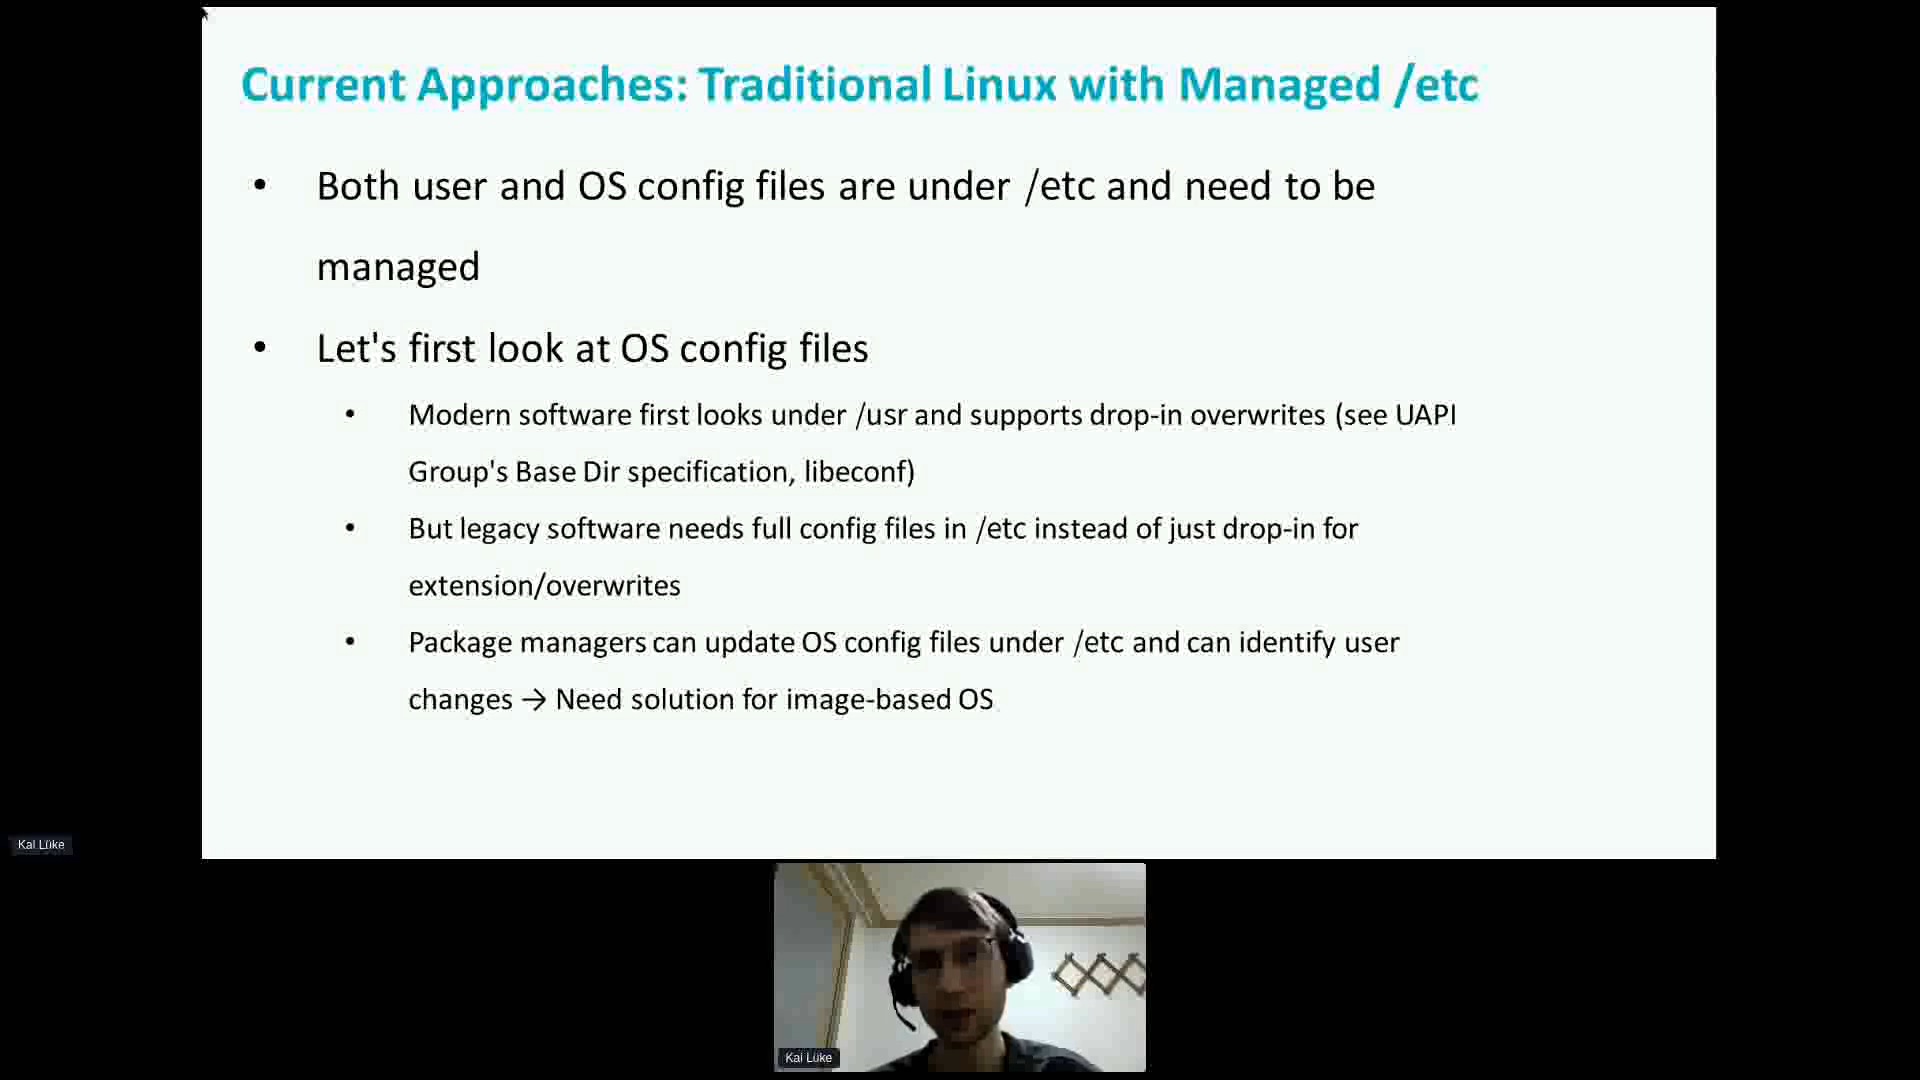 Current Approaches: Traditional Linux with Managed /etc
• Both user and OS config files are under /etc and need to be
managed
• Let's first look at OS config files
• Modern software first looks under /usr and supports drop-in overwrites (see UAPI
Group's Base Dir specification, libeconf)
• But legacy software needs full config files in /etc instead of just drop-in for
extension/overwrites
• Package managers can update OS config files under /etc and can identify user
changes → Need solution for image-based OS
Kai Lüke
Kai Lüke